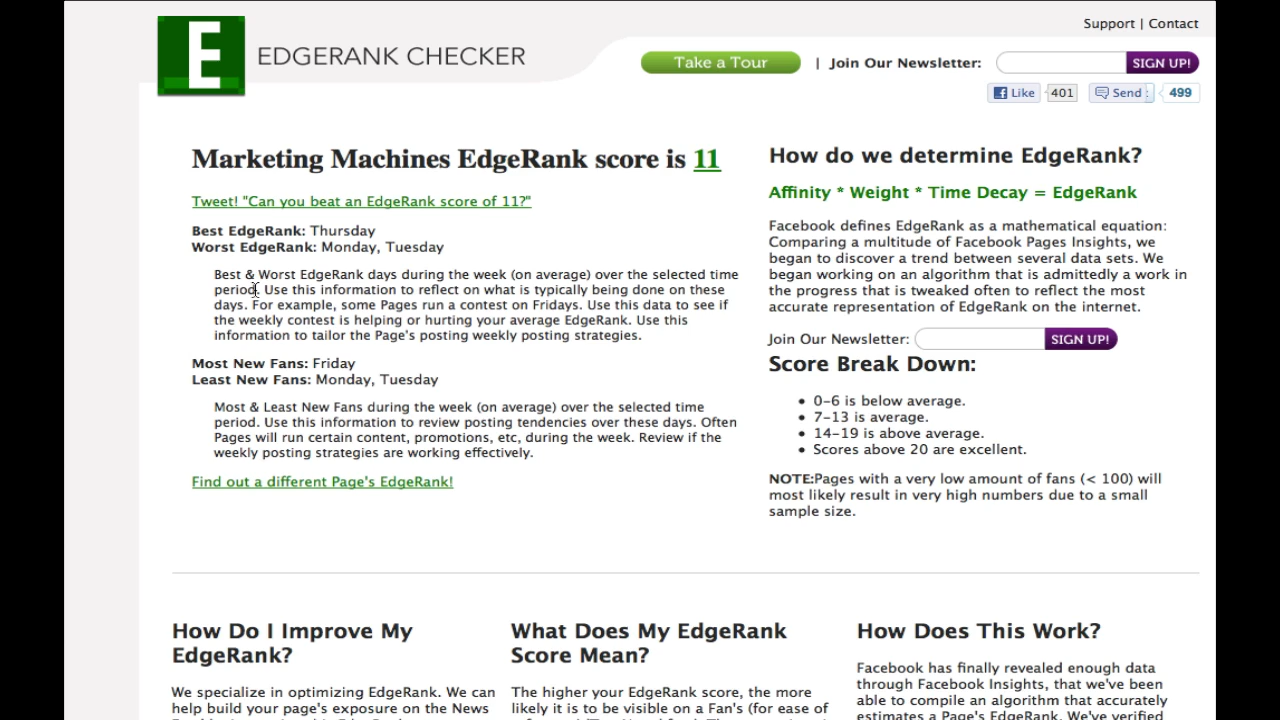 Support | Contact
E EDGERANK CHECKER
Take a Tour | Join Our Newsletter: SIGN UP!
Like 401 Send 499
Marketing Machines EdgeRank score is 11
Tweet! "Can you beat an EdgeRank score of 11?"
Best EdgeRank: Thursday
Worst EdgeRank: Monday, Tuesday
Best & Worst EdgeRank days during the week (on average) over the selected time
period. Use this information to reflect on what is typically being done on these
days. For example, some Pages run a contest on Fridays. Use this data to see if
the weekly contest is helping or hurting your average EdgeRank. Use this
information to tailor the Page's posting weekly posting strategies.
Most New Fans: Friday
Least New Fans: Monday, Tuesday
Most & Least New Fans during the week (on average) over the selected time
period. Use this information to review posting tendencies over these days. Often
Pages will run certain content, promotions, etc, during the week. Review if the
weekly posting strategies are working effectively.
Find out a different Page's EdgeRank!
How do we determine EdgeRank?
Affinity * Weight * Time Decay = EdgeRank
Facebook defines EdgeRank as a mathematical equation:
Comparing a multitude of Facebook Pages Insights, we
began to discover a trend between several data sets. We
began working on an algorithm that is admittedly a work in
the progress that is tweaked often to reflect the most
accurate representation of EdgeRank on the internet.
Join Our Newsletter: SIGN UP!
Score Break Down:
• 0-6 is below average.
• 7-13 is average.
• 14-19 is above average.
• Scores above 20 are excellent.
NOTE:Pages with a very low amount of fans (< 100) will
most likely result in very high numbers due to a small
sample size.
How Do I Improve My
EdgeRank?
We specialize in optimizing EdgeRank. We can
help build your page's exposure on the News
What Does My EdgeRank
Score Mean?
The higher your EdgeRank score, the more
likely it is to be visible on a Fan's (for ease of
How Does This Work?
Facebook has finally revealed enough data
through Facebook Insights, that we've been
able to compile an algorithm that accurately
estimates a Page's EdgeRank. We've verified